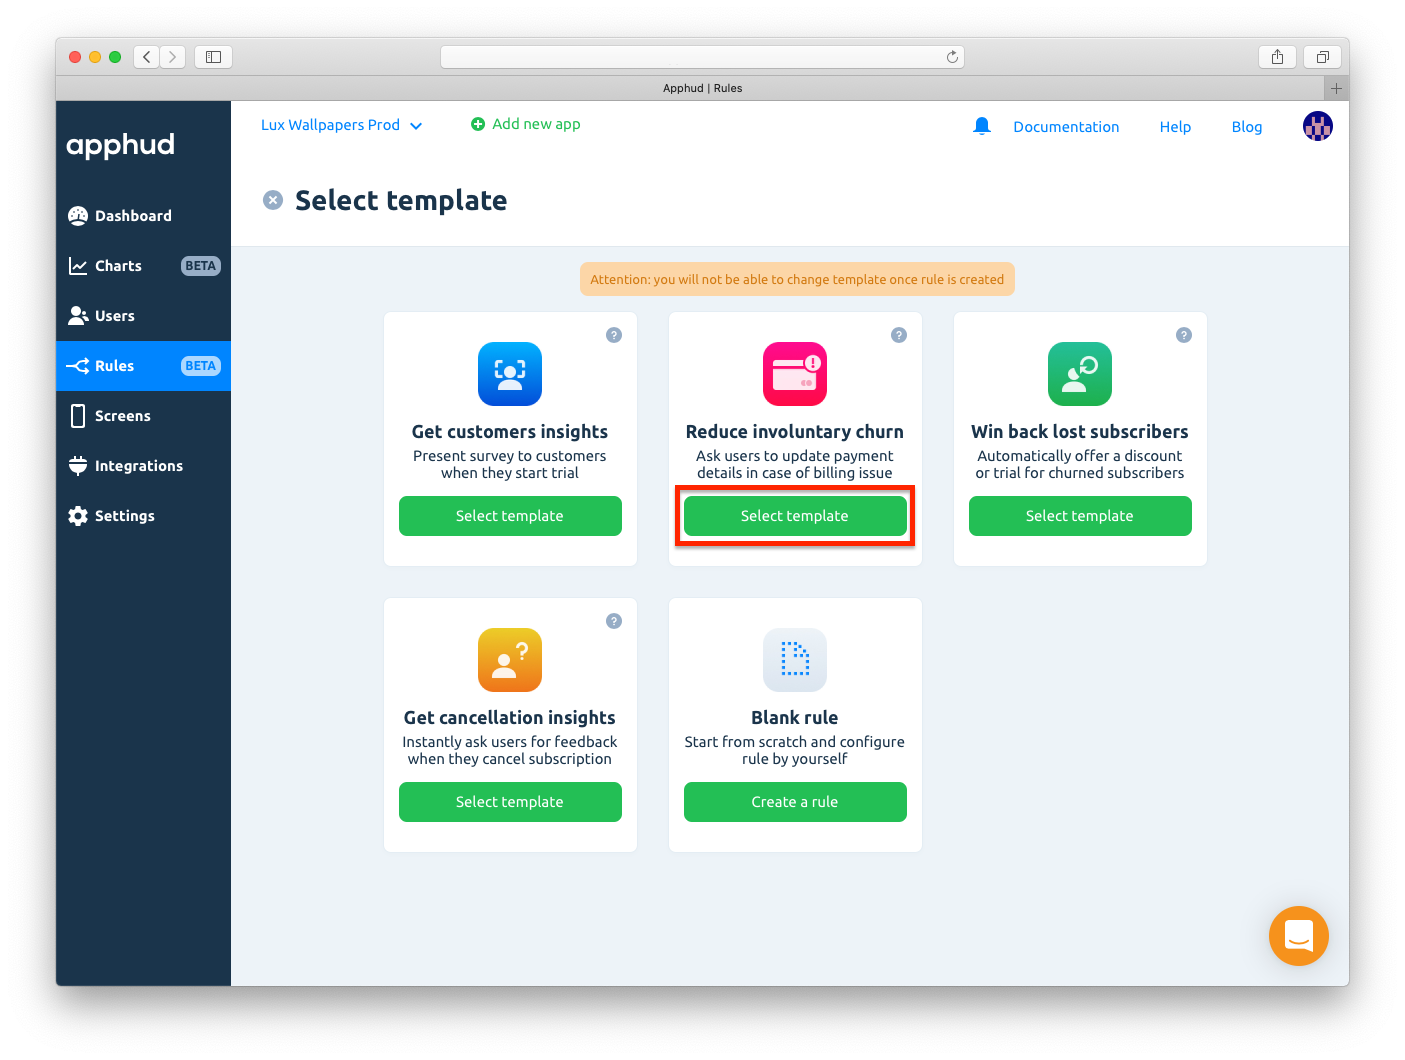 Apphud | Rules
apphud
Lux Wallpapers Prod
Add new app
Documentation
Help
Blog
Select template
Dashboard
Charts BETA
Users
Rules BETA
Screens
Integrations
Settings
Attention: you will not be able to change template once rule is created
Get customers insights
Present survey to customers
when they start trial
Select template
Reduce involuntary churn
Ask users to update payment
details in case of billing issue
Select template
Win back lost subscribers
Automatically offer a discount
or trial for churned subscribers
Select template
Get cancellation insights
Instantly ask users for feedback
when they cancel subscription
Select template
Blank rule
Start from scratch and configure
rule by yourself
Create a rule